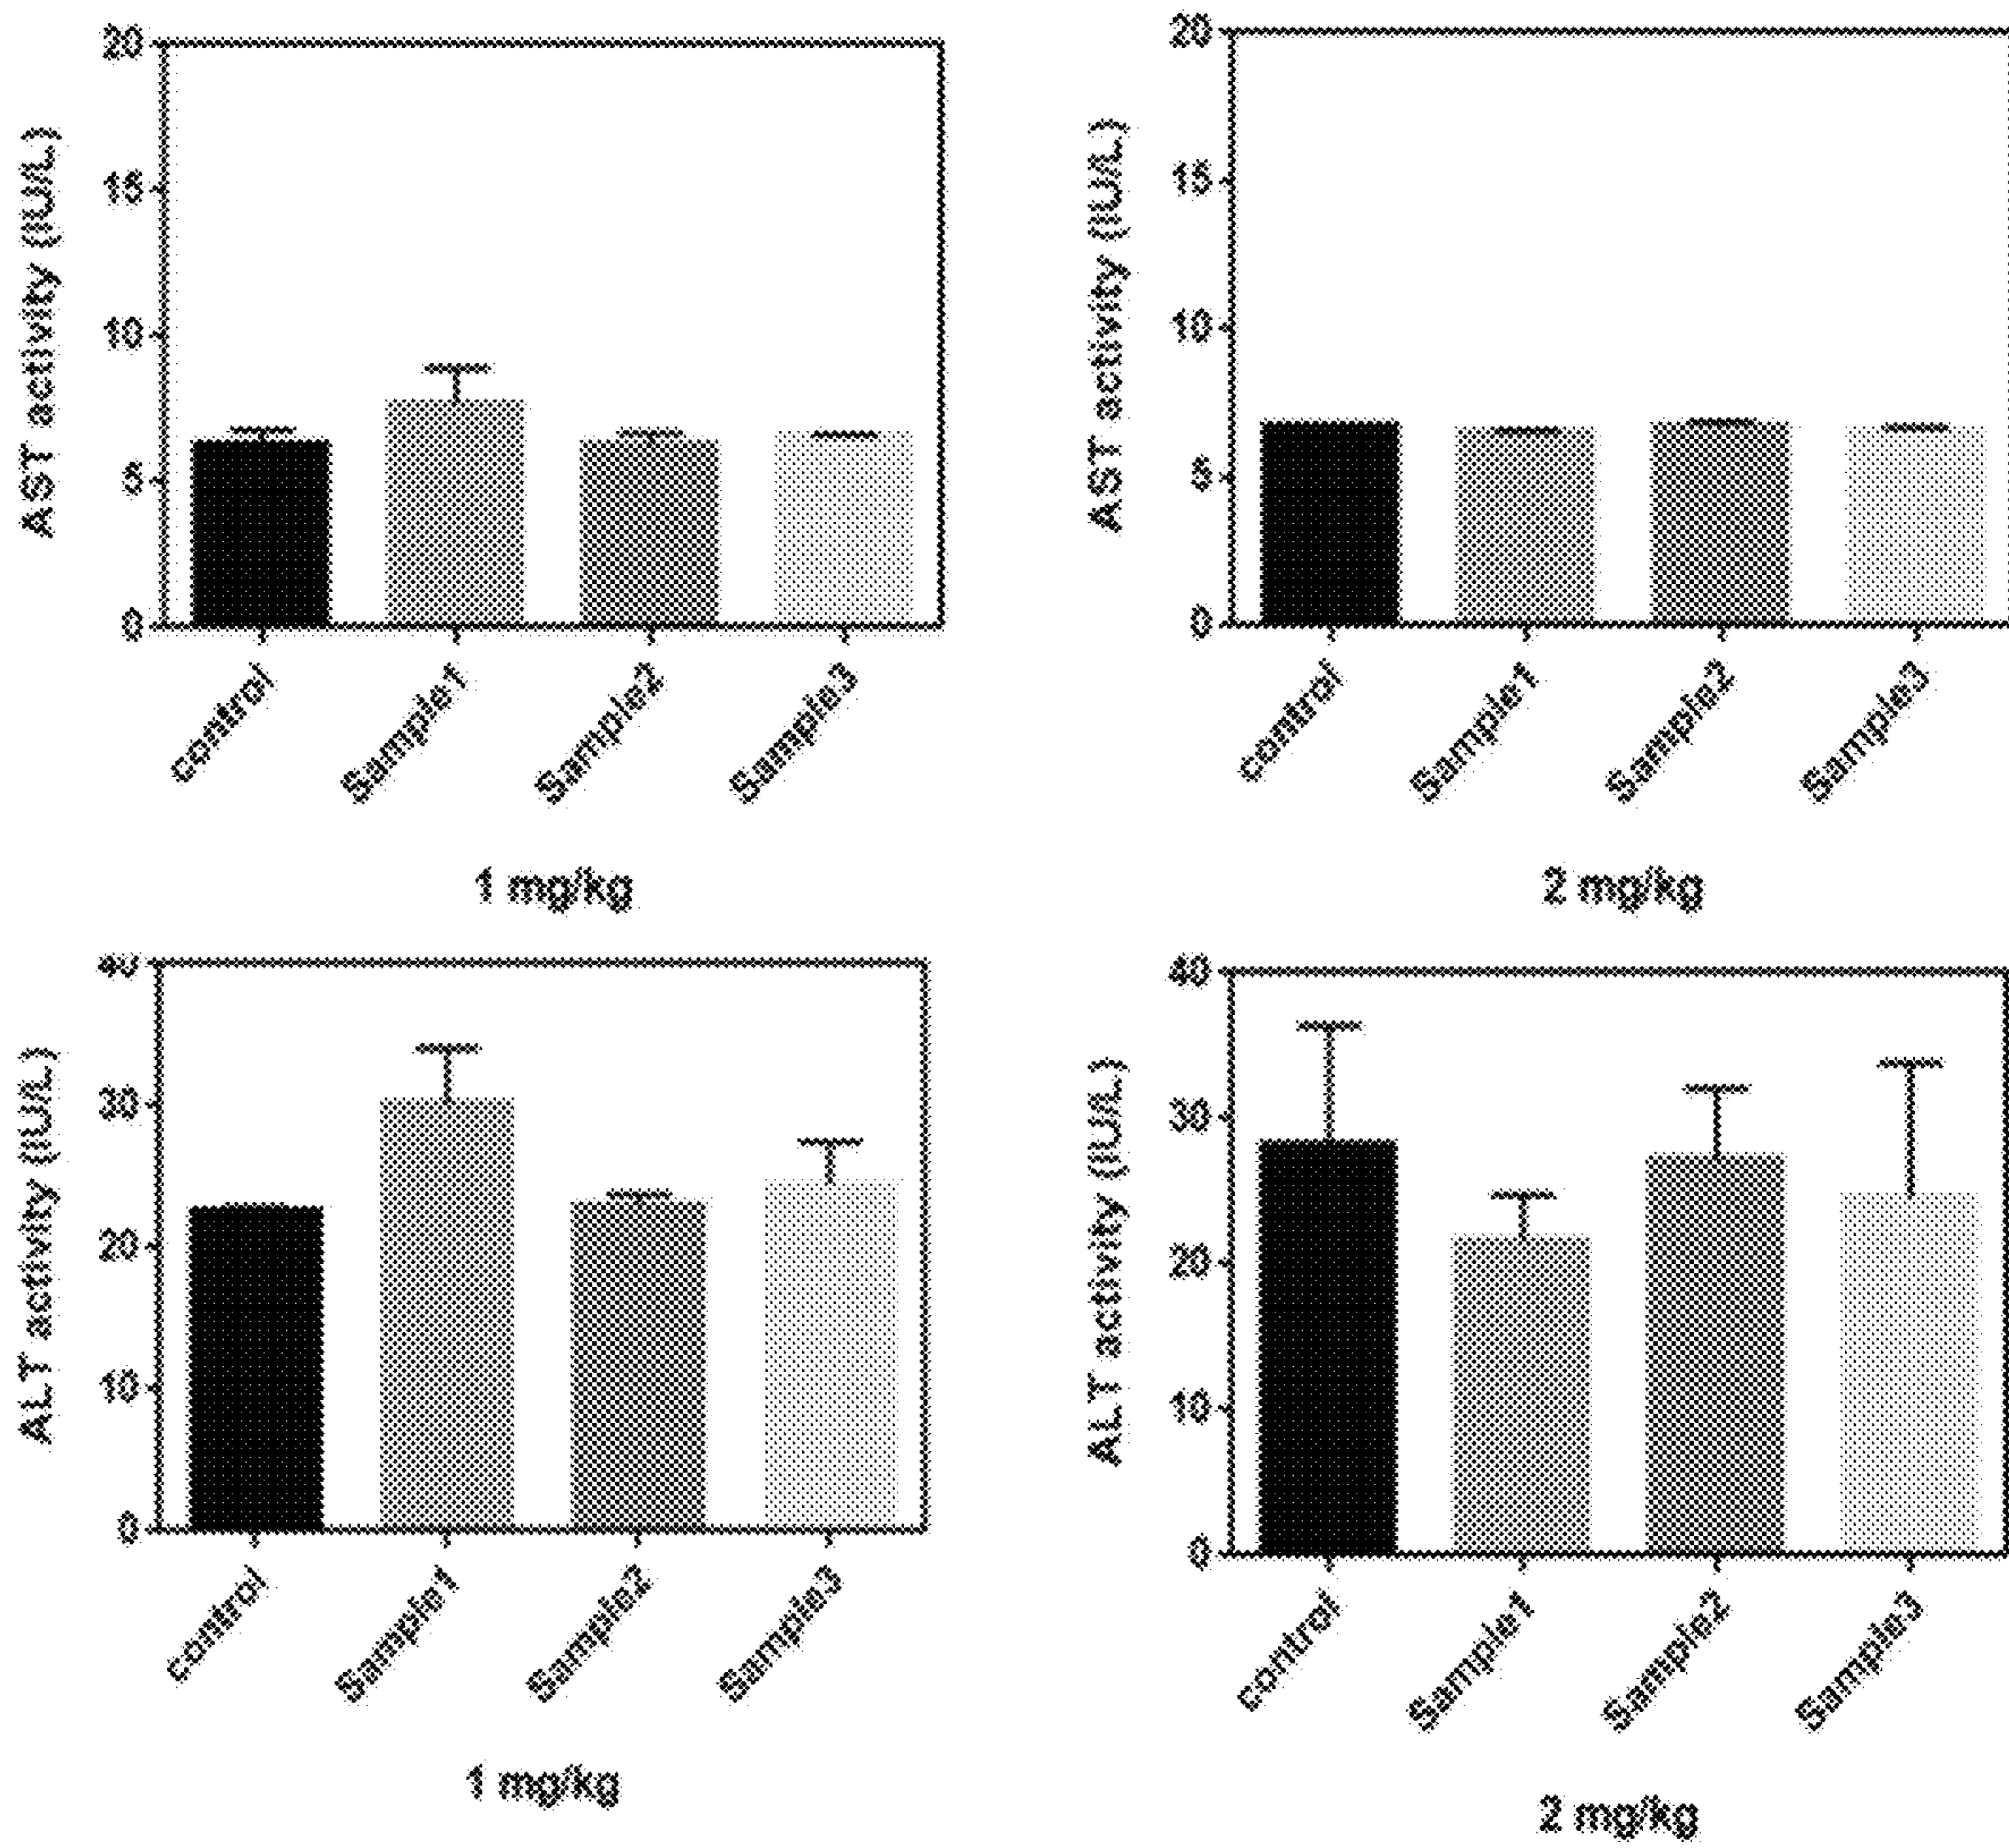 AST activity (IU/L)
20
15
10
5
0
control
Sample1
Sample2
Sample3
1 mg/kg
AST activity (IU/L)
20
15
10
5
0
control
Sample1
Sample2
Sample3
2 mg/kg
ALT activity (IU/L)
40
30
20
10
0
control
Sample1
Sample2
Sample3
1 mg/kg
ALT activity (IU/L)
40
30
20
10
0
control
Sample1
Sample2
Sample3
2 mg/kg